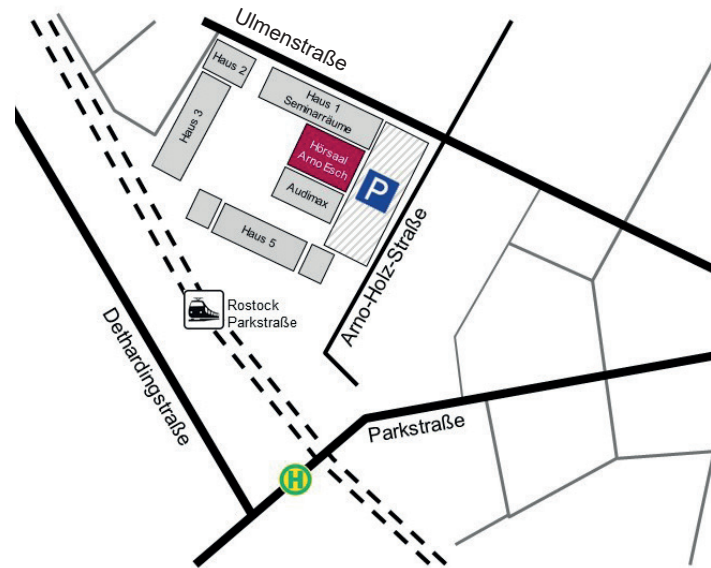 Ulmenstraße
Haus 2
Haus 1
Seminarräume
Haus 3
Hörsaal
Arno Esch
P
Audimax
Haus 5
Arno-Holz-Straße
Rostock
Parkstraße
Dethardingstraße
Parkstraße
H